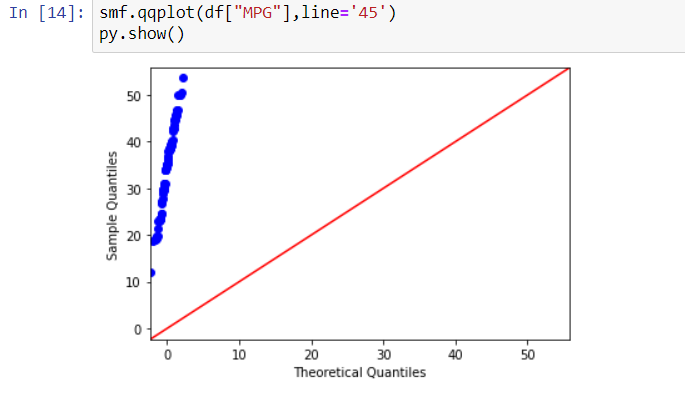 In [14]: smf.qqplot(df["MPG"],line='45')
py.show()
50
40
30
20
10
0
Sample Quantiles
0 10 20 30 40 50
Theoretical Quantiles